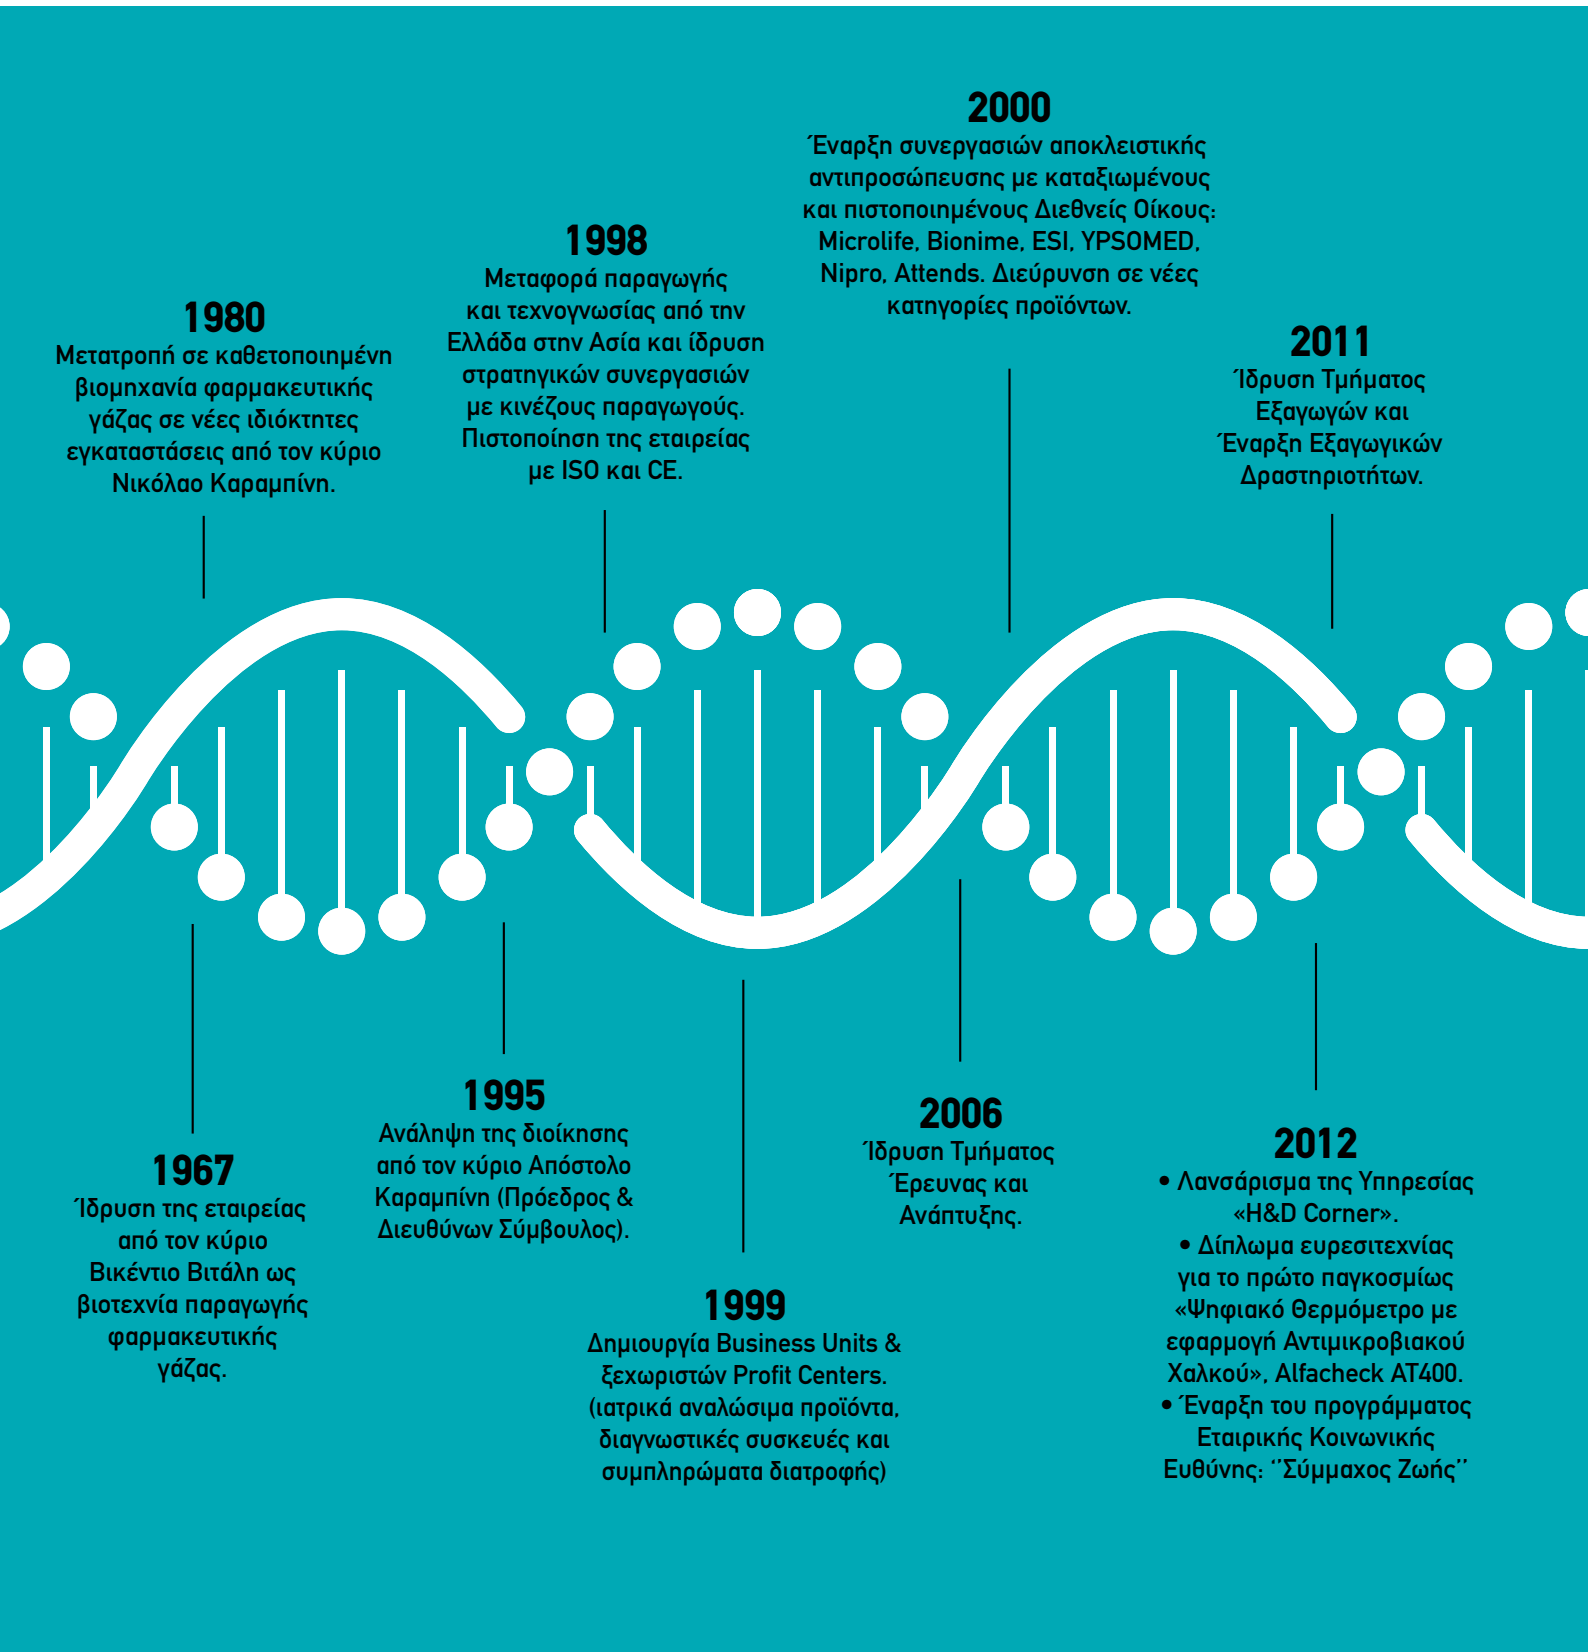 2000
Έναρξη συνεργασιών αποκλειστικής
αντιπροσώπευσης με καταξιωμένους
και πιστοποιημένους Διεθνείς Οίκους:
Microlife, Bionime, ESI, YPSOMED,
Nipro, Attends. Διεύρυνση σε νέες
κατηγορίες προϊόντων.
1998
Μεταφορά παραγωγής
και τεχνογνωσίας από την
Ελλάδα στην Ασία και ίδρυση
στρατηγικών συνεργασιών
με κινέζους παραγωγούς.
Πιστοποίηση της εταιρείας
με ISO και CE.
1980
Μετατροπή σε καθετοποιημένη
βιομηχανία φαρμακευτικής
γάζας σε νέες ιδιόκτητες
εγκαταστάσεις από τον κύριο
Νικόλαο Καραμπίνη.
2011
Ίδρυση Τμήματος
Εξαγωγών και
Έναρξη Εξαγωγικών
Δραστηριοτήτων.
1967
Ίδρυση της εταιρείας
από τον κύριο
Βικέντιο Βιτάλη ως
βιοτεχνία παραγωγής
φαρμακευτικής
γάζας.
1995
Ανάληψη της διοίκησης
από τον κύριο Απόστολο
Καραμπίνη (Πρόεδρος &
Διευθύνων Σύμβουλος).
1999
Δημιουργία Business Units &
ξεχωριστών Profit Centers.
(ιατρικά αναλώσιμα προϊόντα,
διαγνωστικές συσκευές και
συμπληρώματα διατροφής)
2006
Ίδρυση Τμήματος
Έρευνας και
Ανάπτυξης.
2012
• Λανσάρισμα της Υπηρεσίας
«H&D Corner».
• Δίπλωμα ευρεσιτεχνίας
για το πρώτο παγκοσμίως
«Ψηφιακό Θερμόμετρο με
εφαρμογή Αντιμικροβιακού
Χαλκού», Alfacheck AT400.
• Έναρξη του προγράμματος
Εταιρικής Κοινωνικής
Ευθύνης: ‘’Σύμμαχος Ζωής’’